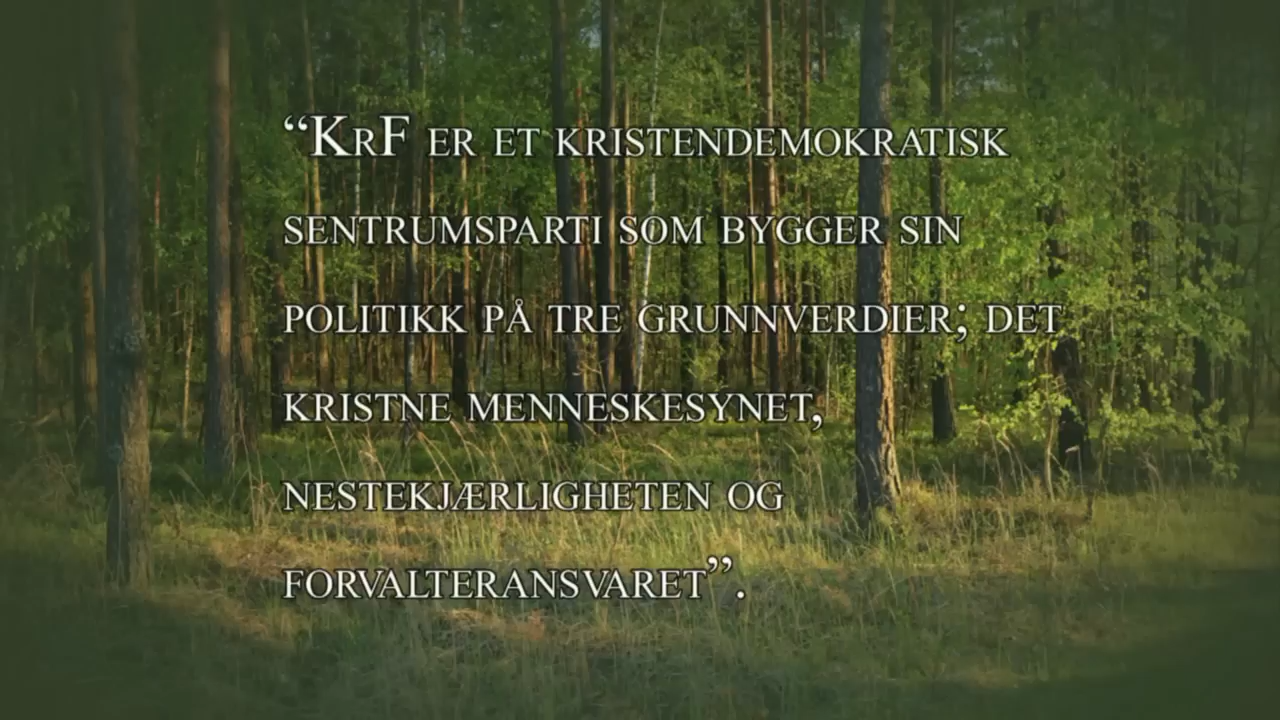 “KrF er et kristendemokratisk
sentrumsparti som bygger sin
politikk på tre grunnverdier; det
kristne menneskesynet,
nestekjærligheten og
forvalteransvaret”.